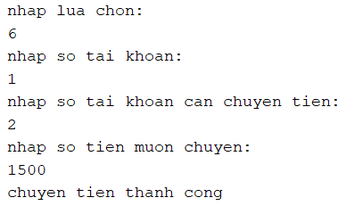 nhap lua chon:
6
nhap so tai khoan:
1
nhap so tai khoan can chuyen tien:
2
nhap so tien muon chuyen:
1500
chuyen tien thanh cong